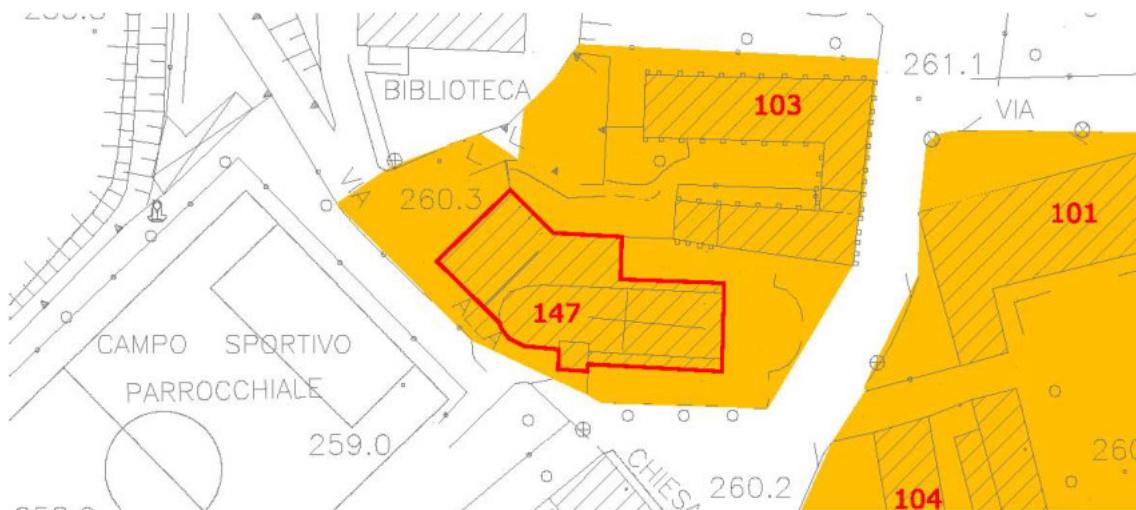 261.1
BIBLIOTECA
103
VIA
VIA
260.3
101
ALLA
147
CAMPO SPORTIVO
PARROCCHIALE
259.0
CHIESA
260.2
104